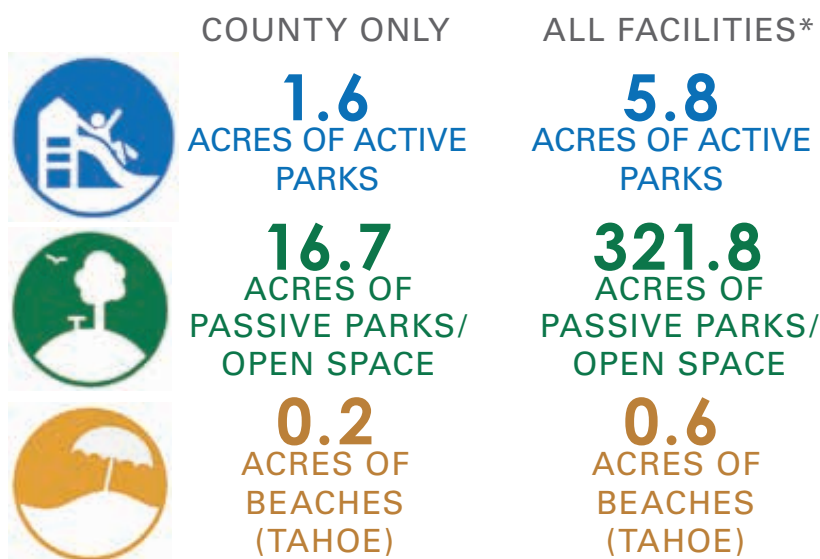 COUNTY ONLY
ALL FACILITIES*
1.6
ACRES OF ACTIVE
PARKS
5.8
ACRES OF ACTIVE
PARKS
16.7
ACRES OF
PASSIVE PARKS/
OPEN SPACE
321.8
ACRES OF
PASSIVE PARKS/
OPEN SPACE
0.2
ACRES OF
BEACHES
(TAHOE)
0.6
ACRES OF
BEACHES
(TAHOE)